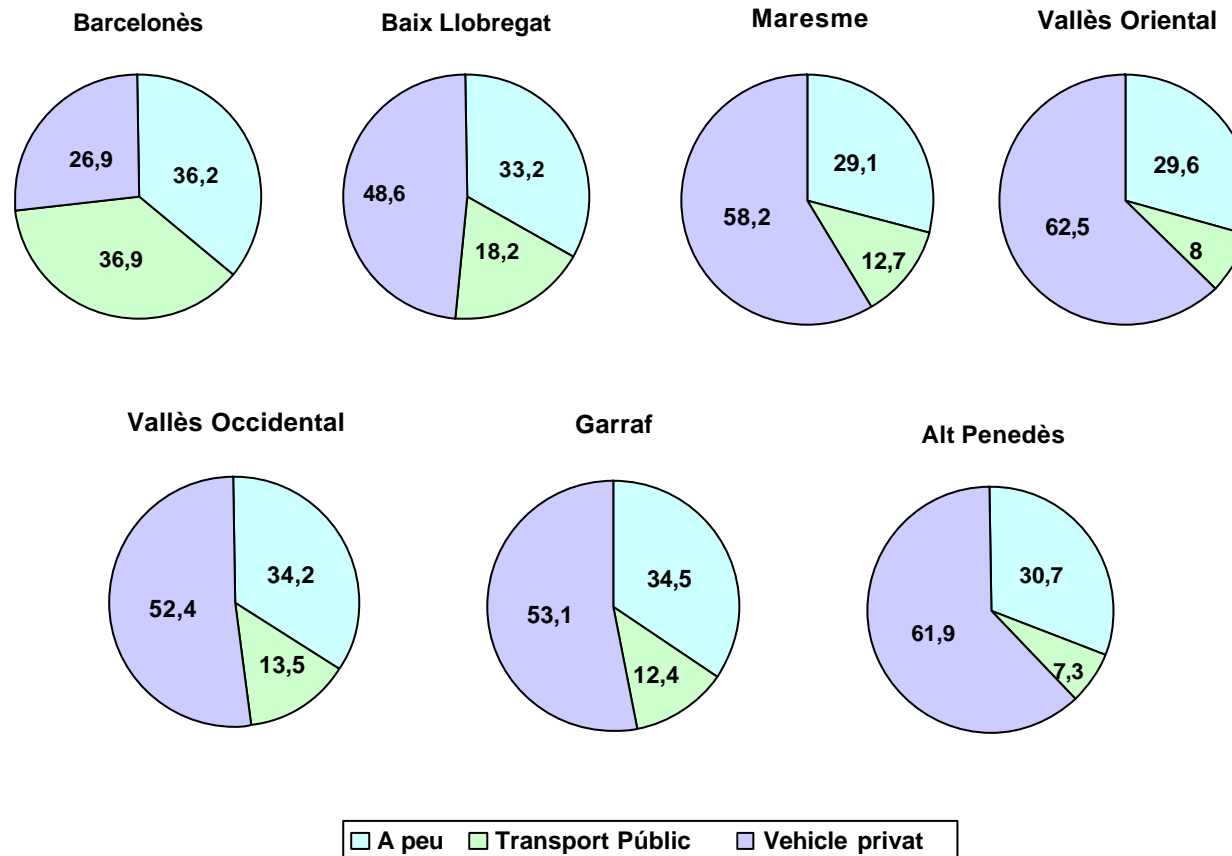 Barcelonès
Baix Llobregat
Maresme
Vallès Oriental
26,9
36,2
36,9
48,6
33,2
18,2
58,2
29,1
12,7
62,5
29,6
8
Vallès Occidental
Garraf
Alt Penedès
52,4
34,2
13,5
53,1
34,5
12,4
61,9
30,7
7,3
A peu
Transport Públic
Vehicle privat